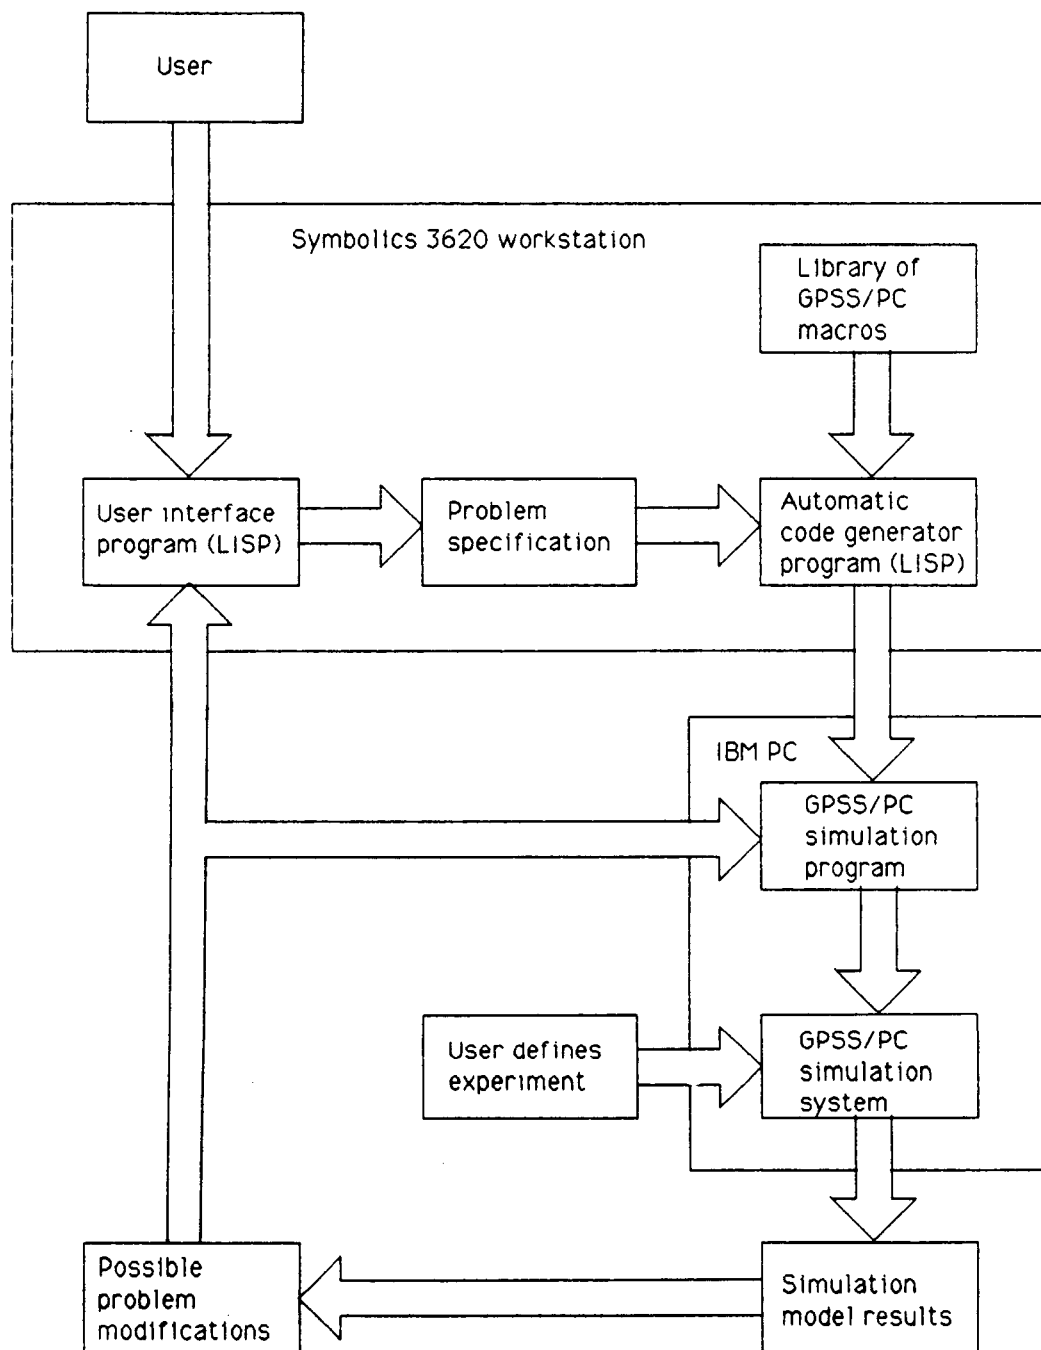 User
Symbolics 3620 workstation
Library of
GPSS/PC
macros
User interface
program (LISP)
Problem
specification
Automatic
code generator
program (LISP)
IBM PC
GPSS/PC
simulation
program
User defines
experiment
GPSS/PC
simulation
system
Possible
problem
modifications
Simulation
model results